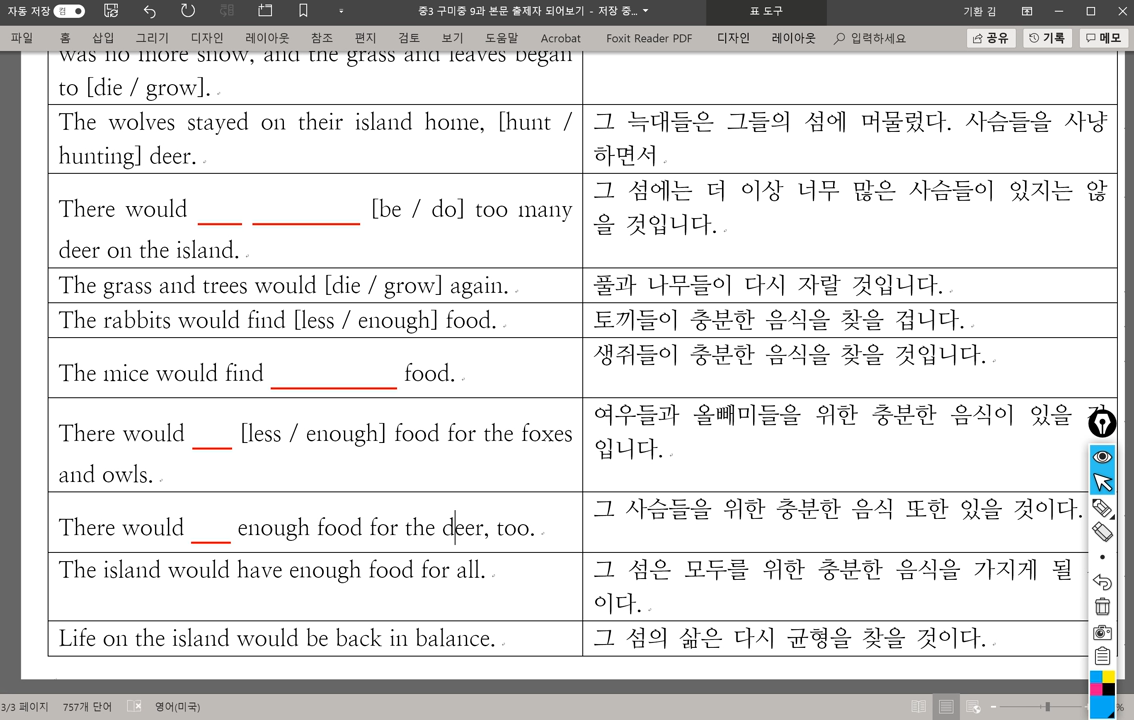 자동 저장 켬
중3 구미중 9과 본문 출제자 되어보기 - 저장 중...
표 도구
기환 김
파일 홈 삽입 그리기 디자인 레이아웃 참조 편지 검토 보기 도움말 Acrobat Foxit Reader PDF 디자인 레이아웃 입력하세요 공유 기록 메모
was no more snow, and the grass and leaves began
to [die / grow].
The wolves stayed on their island home, [hunt /
hunting] deer.
그 늑대들은 그들의 섬에 머물렀다. 사슴들을 사냥
하면서
There would [be / do] too many
deer on the island.
그 섬에는 더 이상 너무 많은 사슴들이 있지는 않
을 것입니다.
The grass and trees would [die / grow] again.
풀과 나무들이 다시 자랄 것입니다.
The rabbits would find [less / enough] food.
토끼들이 충분한 음식을 찾을 겁니다.
The mice would find food.
생쥐들이 충분한 음식을 찾을 것입니다.
There would [less / enough] food for the foxes
and owls.
여우들과 올빼미들을 위한 충분한 음식이 있을
입니다.
There would enough food for the deer, too.
그 사슴들을 위한 충분한 음식 또한 있을 것이다.
The island would have enough food for all.
그 섬은 모두를 위한 충분한 음식을 가지게 될
이다.
Life on the island would be back in balance.
그 섬의 삶은 다시 균형을 찾을 것이다.
3/3 페이지 757개 단어 영어(미국) %